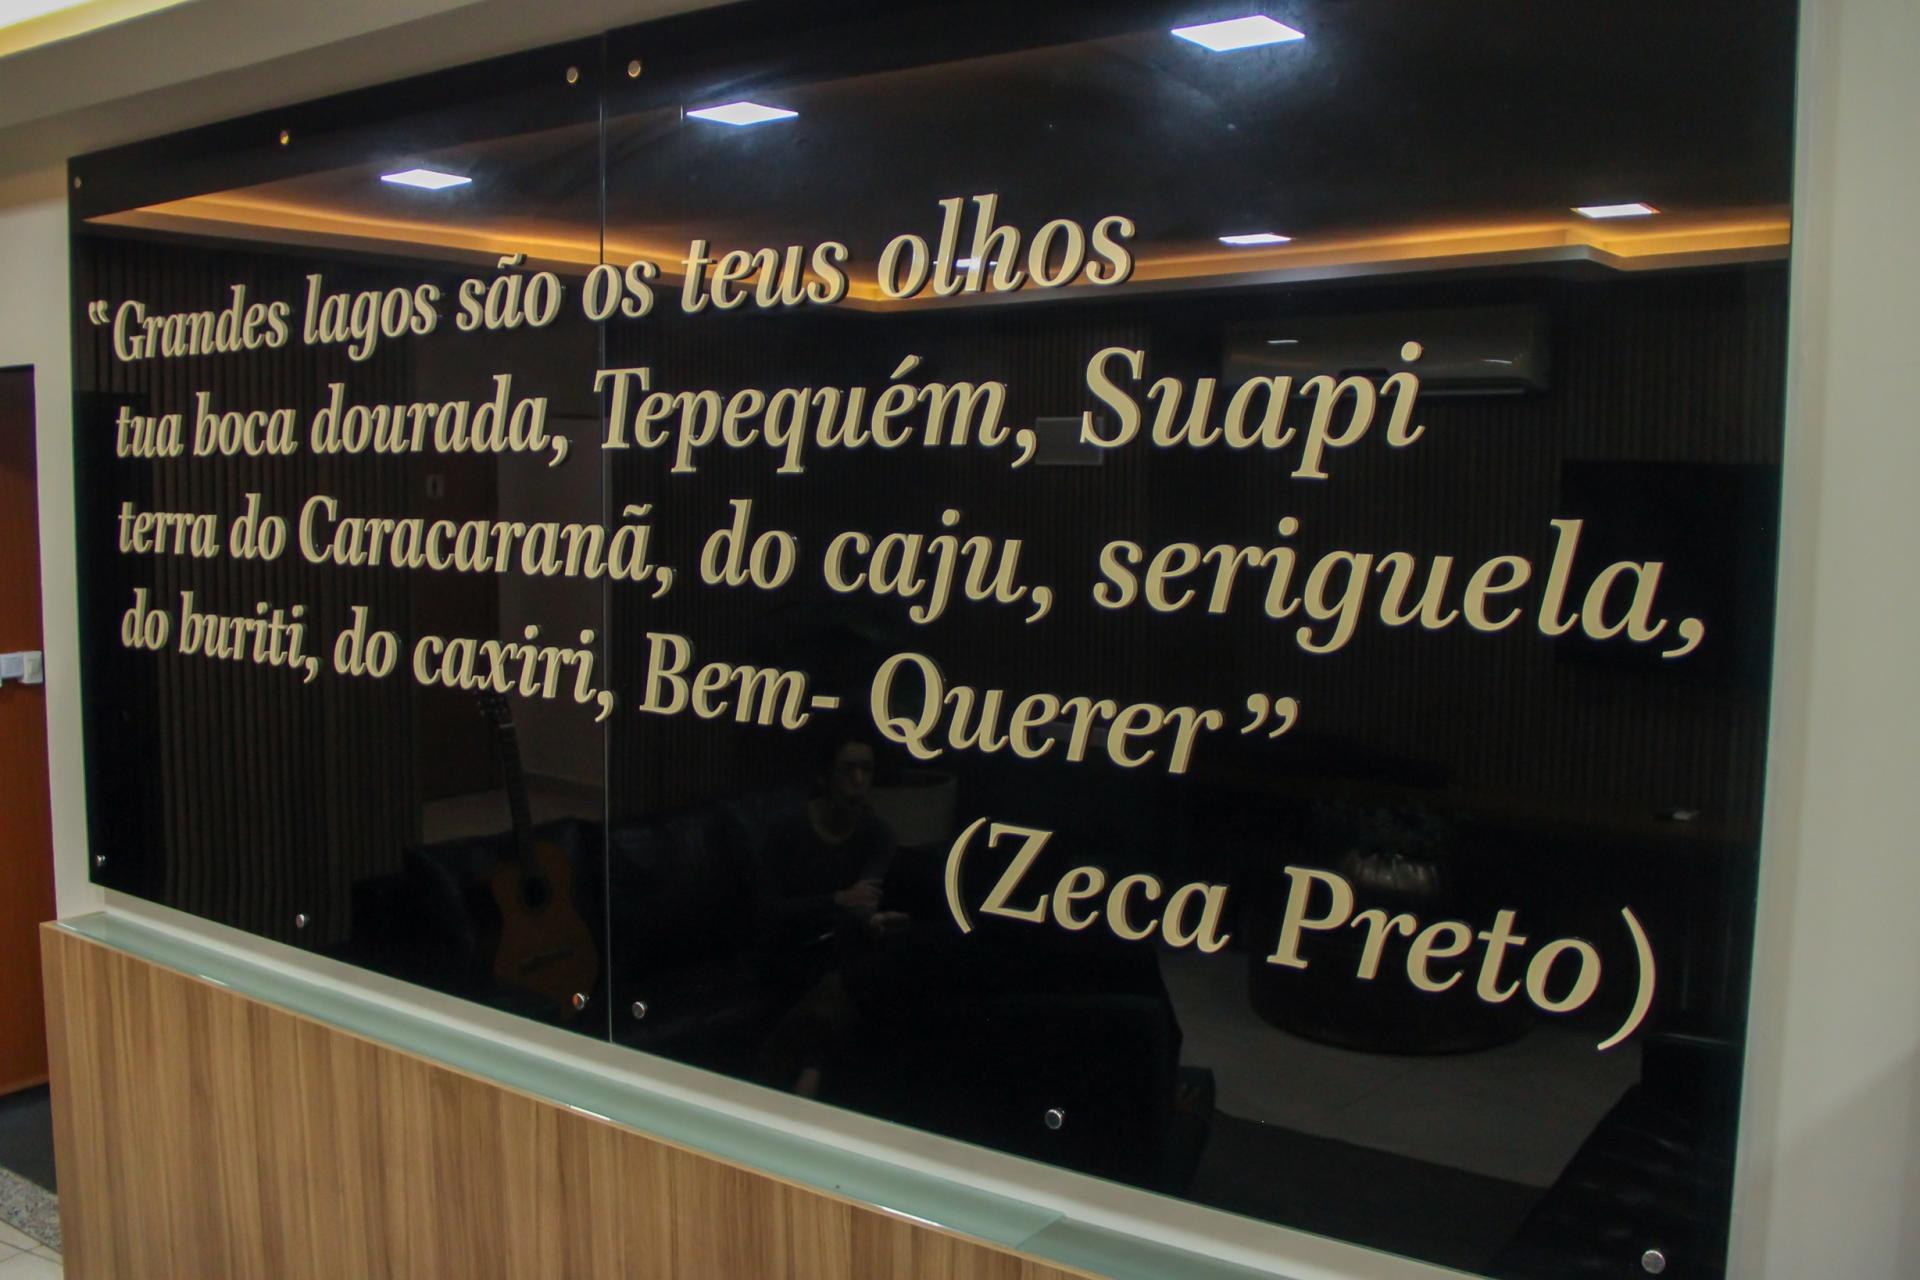 “Grandes lagos são os teus olhos
tua boca dourada, Tepequém, Suapi
terra do Caracaranã, do caju, seriguela,
do buriti, do caxiri, Bem- Querer”
(Zeca Preto)